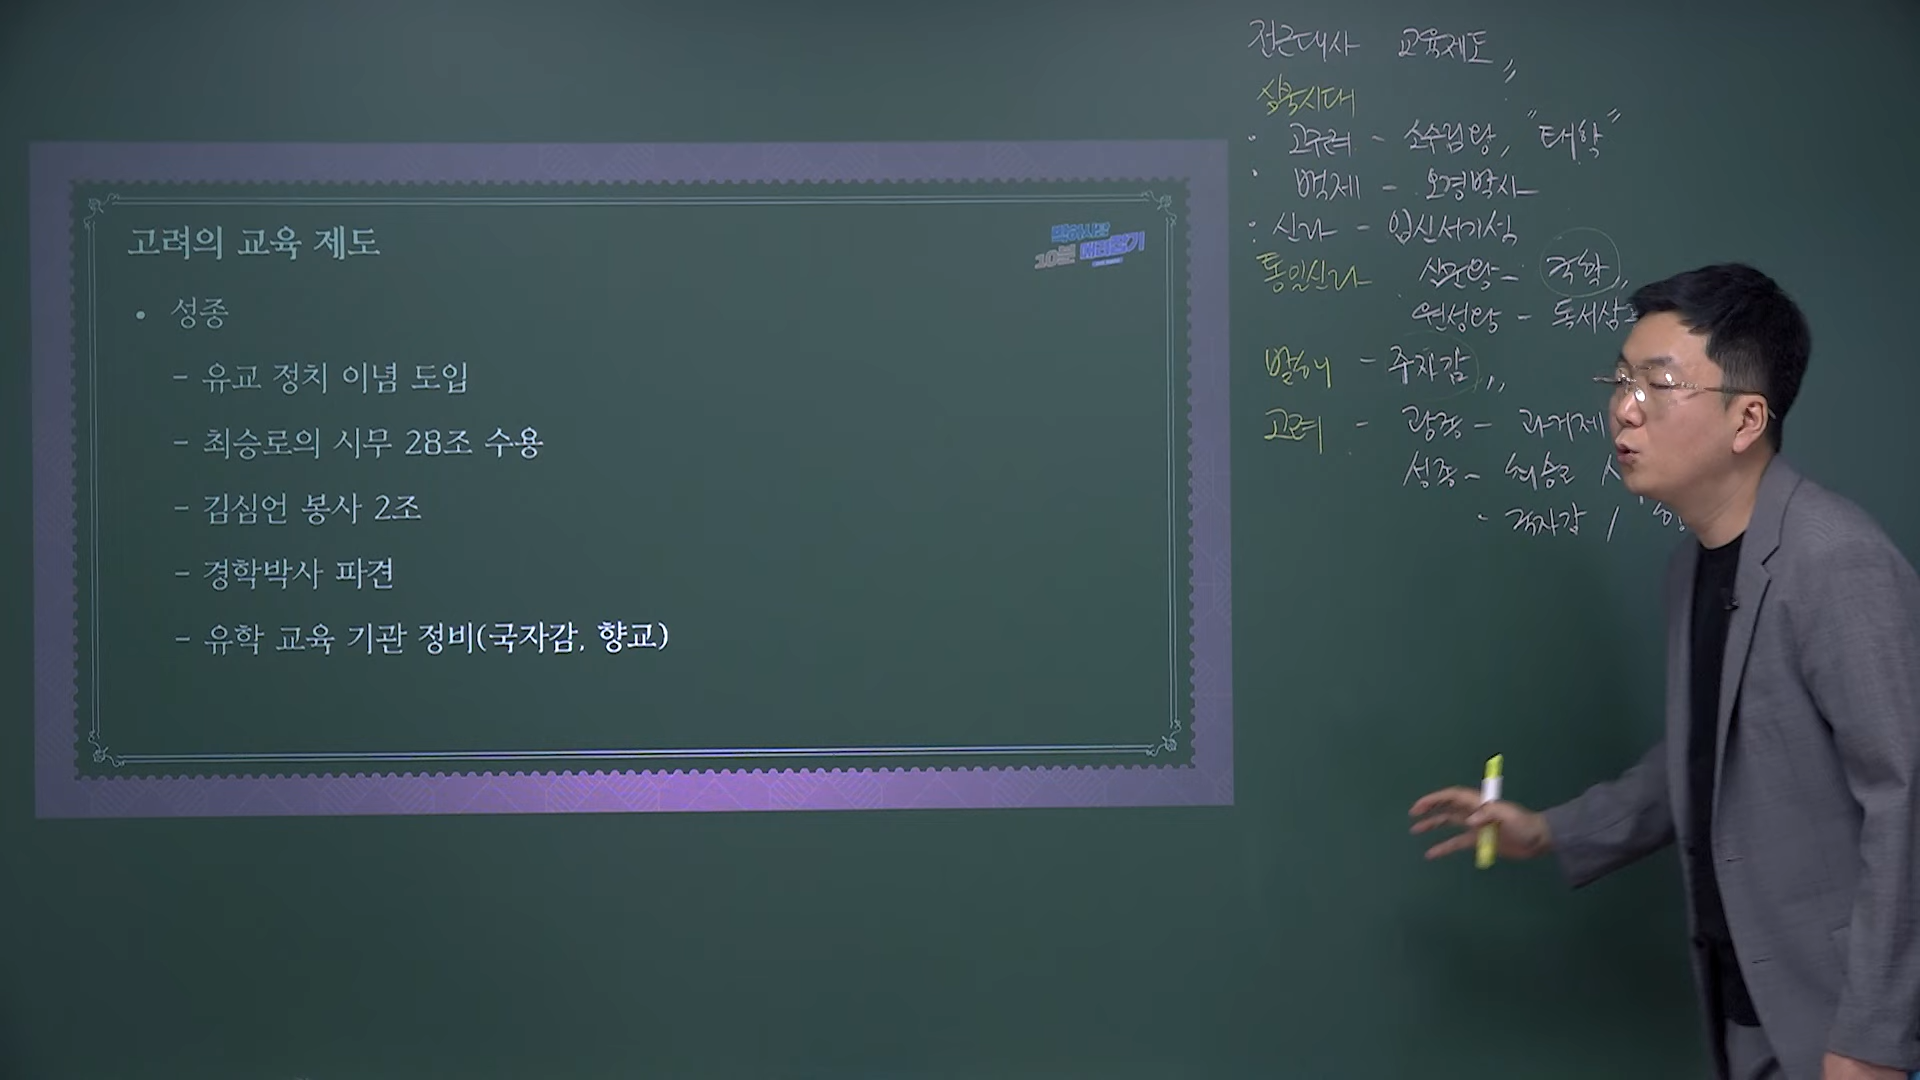 고려의 교육 제도
10분
• 성종
- 유교 정치 이념 도입
- 최승로의 시무 28조 수용
- 김심언 봉사 2조
- 경학박사 파견
- 유학 교육 기관 정비(국자감, 향교)
전근대사 교육제도,,
삼국시대
· 고구려 - 소수림왕, "태학"
· 백제 - 오경박사
· 신라 - 임신서기석
통일신라 신문왕 - 국학,,
원성왕 - 독서삼
발해 - 주자감,,
고려 - 광종 - 과거제
성종 - 최승로
- 국자감 /